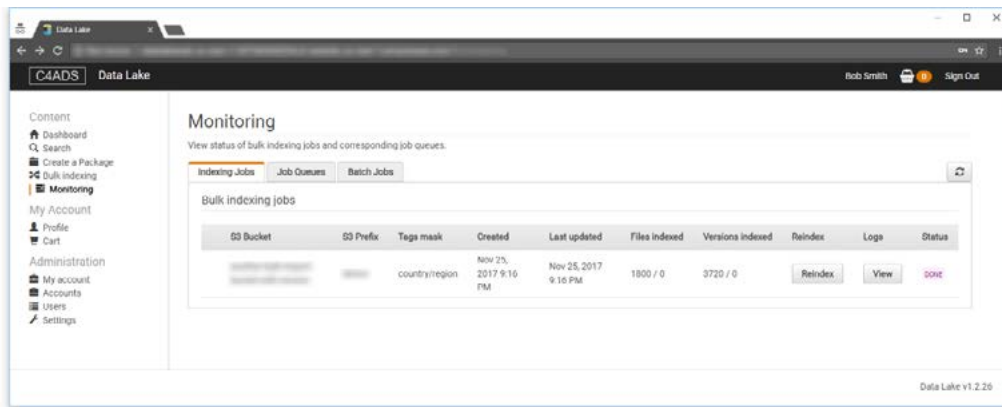 Data Lake
C4ADS Data Lake
Bob Smith 0 Sign Out
Content
Dashboard
Search
Create a Package
Bulk indexing
Monitoring
My Account
Profile
Cart
Administration
My account
Accounts
Users
Settings
Monitoring
View status of bulk indexing jobs and corresponding job queues.
Indexing Jobs Job Queues Batch Jobs
Bulk indexing jobs
S3 Bucket S3 Prefix Tags mask Created Last updated Files indexed Versions indexed Reindex Logs Status
country/region Nov 25, 2017 9:16 PM Nov 25, 2017 9:16 PM 1800 / 0 3720 / 0 Reindex View DONE
Data Lake v1.2.26